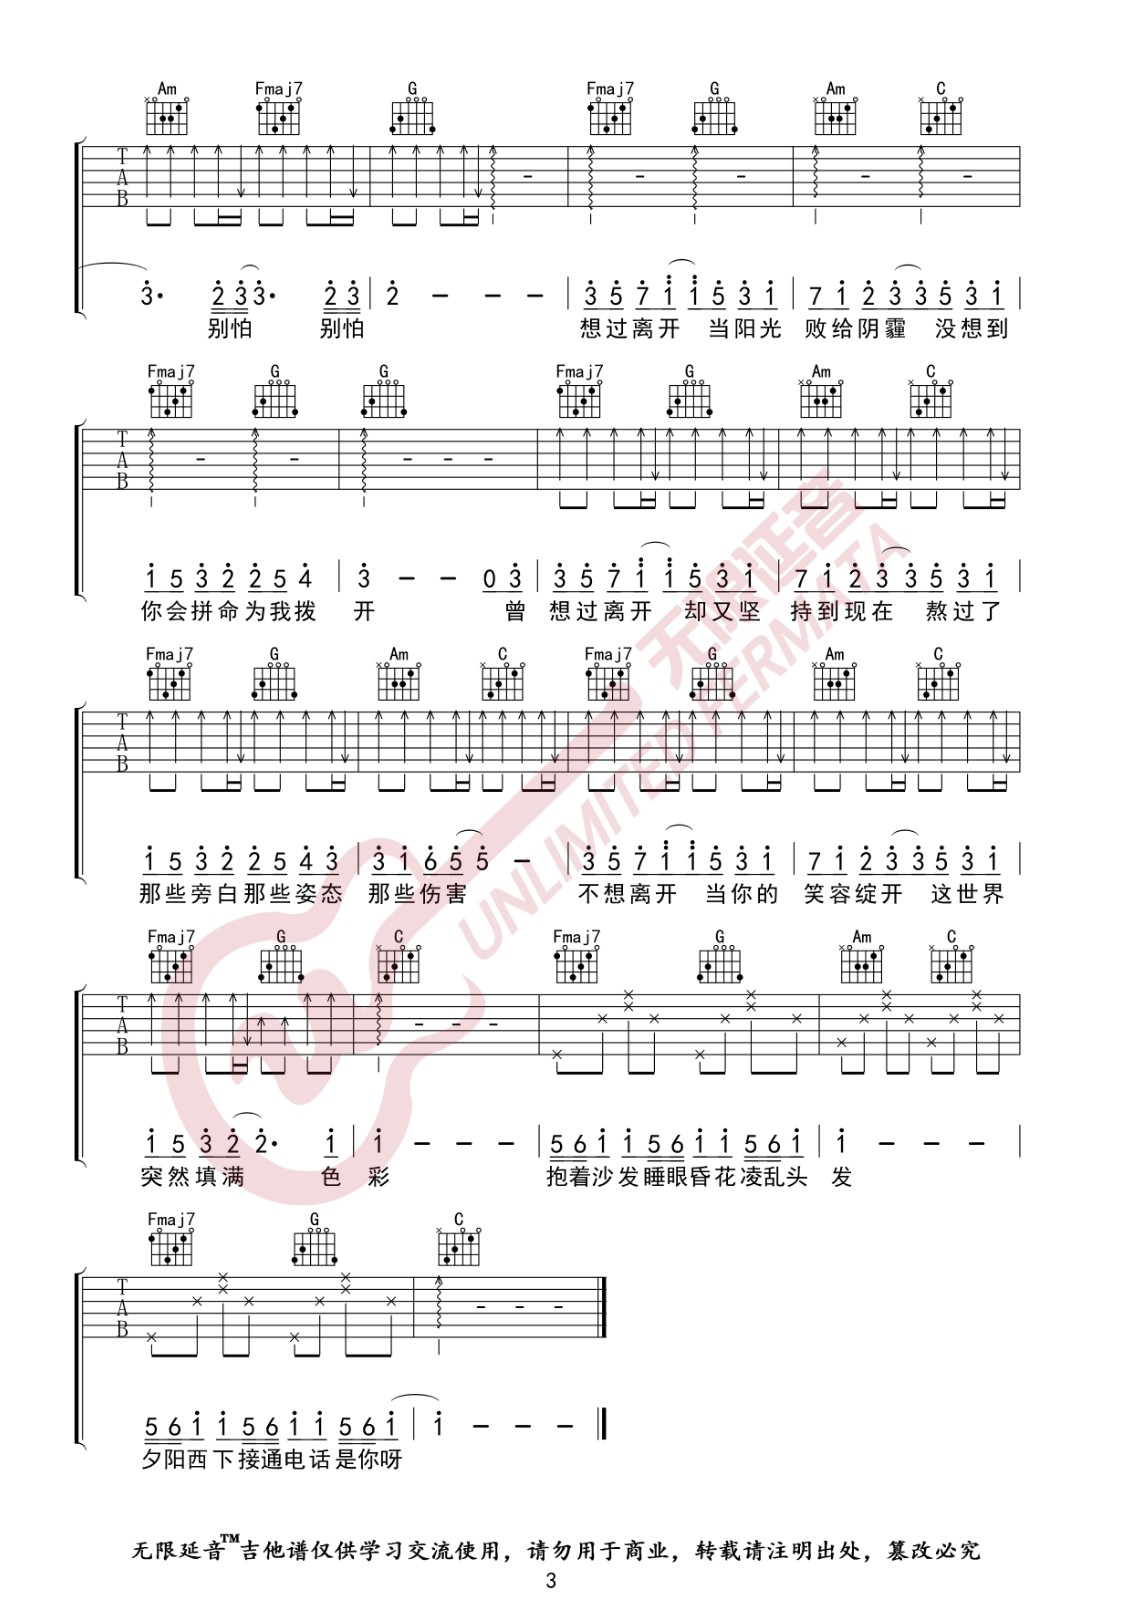 Am Fmaj7 G Fmaj7 G Am C
T A B
3· 2 3 3· 2 3 | 2 - - - | 3 5 7 1 1 5 3 1 | 7 1 2 3 3 5 3 1 |
别怕 别怕 想过离开 当阳光 败给阴霾 没想到
Fmaj7 G G Fmaj7 G Am C
T A B
1 5 3 2 2 5 4 | 3 - - 0 3 | 3 5 7 1 1 5 3 1 | 7 1 2 3 3 5 3 1 |
你会拼命为我拨 开 曾 想过离开 却又坚 持到现在 熬过了
Fmaj7 G Am C Fmaj7 G Am C
T A B
1 5 3 2 2 5 4 3 | 3 1 6 5 5 - | 3 5 7 1 1 5 3 1 | 7 1 2 3 3 5 3 1 |
那些旁白那些姿态 那些伤害 不想离开 当你的 笑容绽开 这世界
Fmaj7 G C Fmaj7 G Am C
T A B
1 5 3 2 2· 1 | 1 - - - | 5 6 1 1 5 6 1 1 5 6 1 | 1 - - - |
突然填满 色 彩 抱着沙发睡眼昏花凌乱头 发
Fmaj7 G C
T A B
5 6 1 1 5 6 1 1 5 6 1 | 1 - - -
夕阳西下接通电话是你呀
无限延音
UNLIMITED FERMATA
无限延音™吉他谱仅供学习交流使用，请勿用于商业，转载请注明出处，篡改必究
3